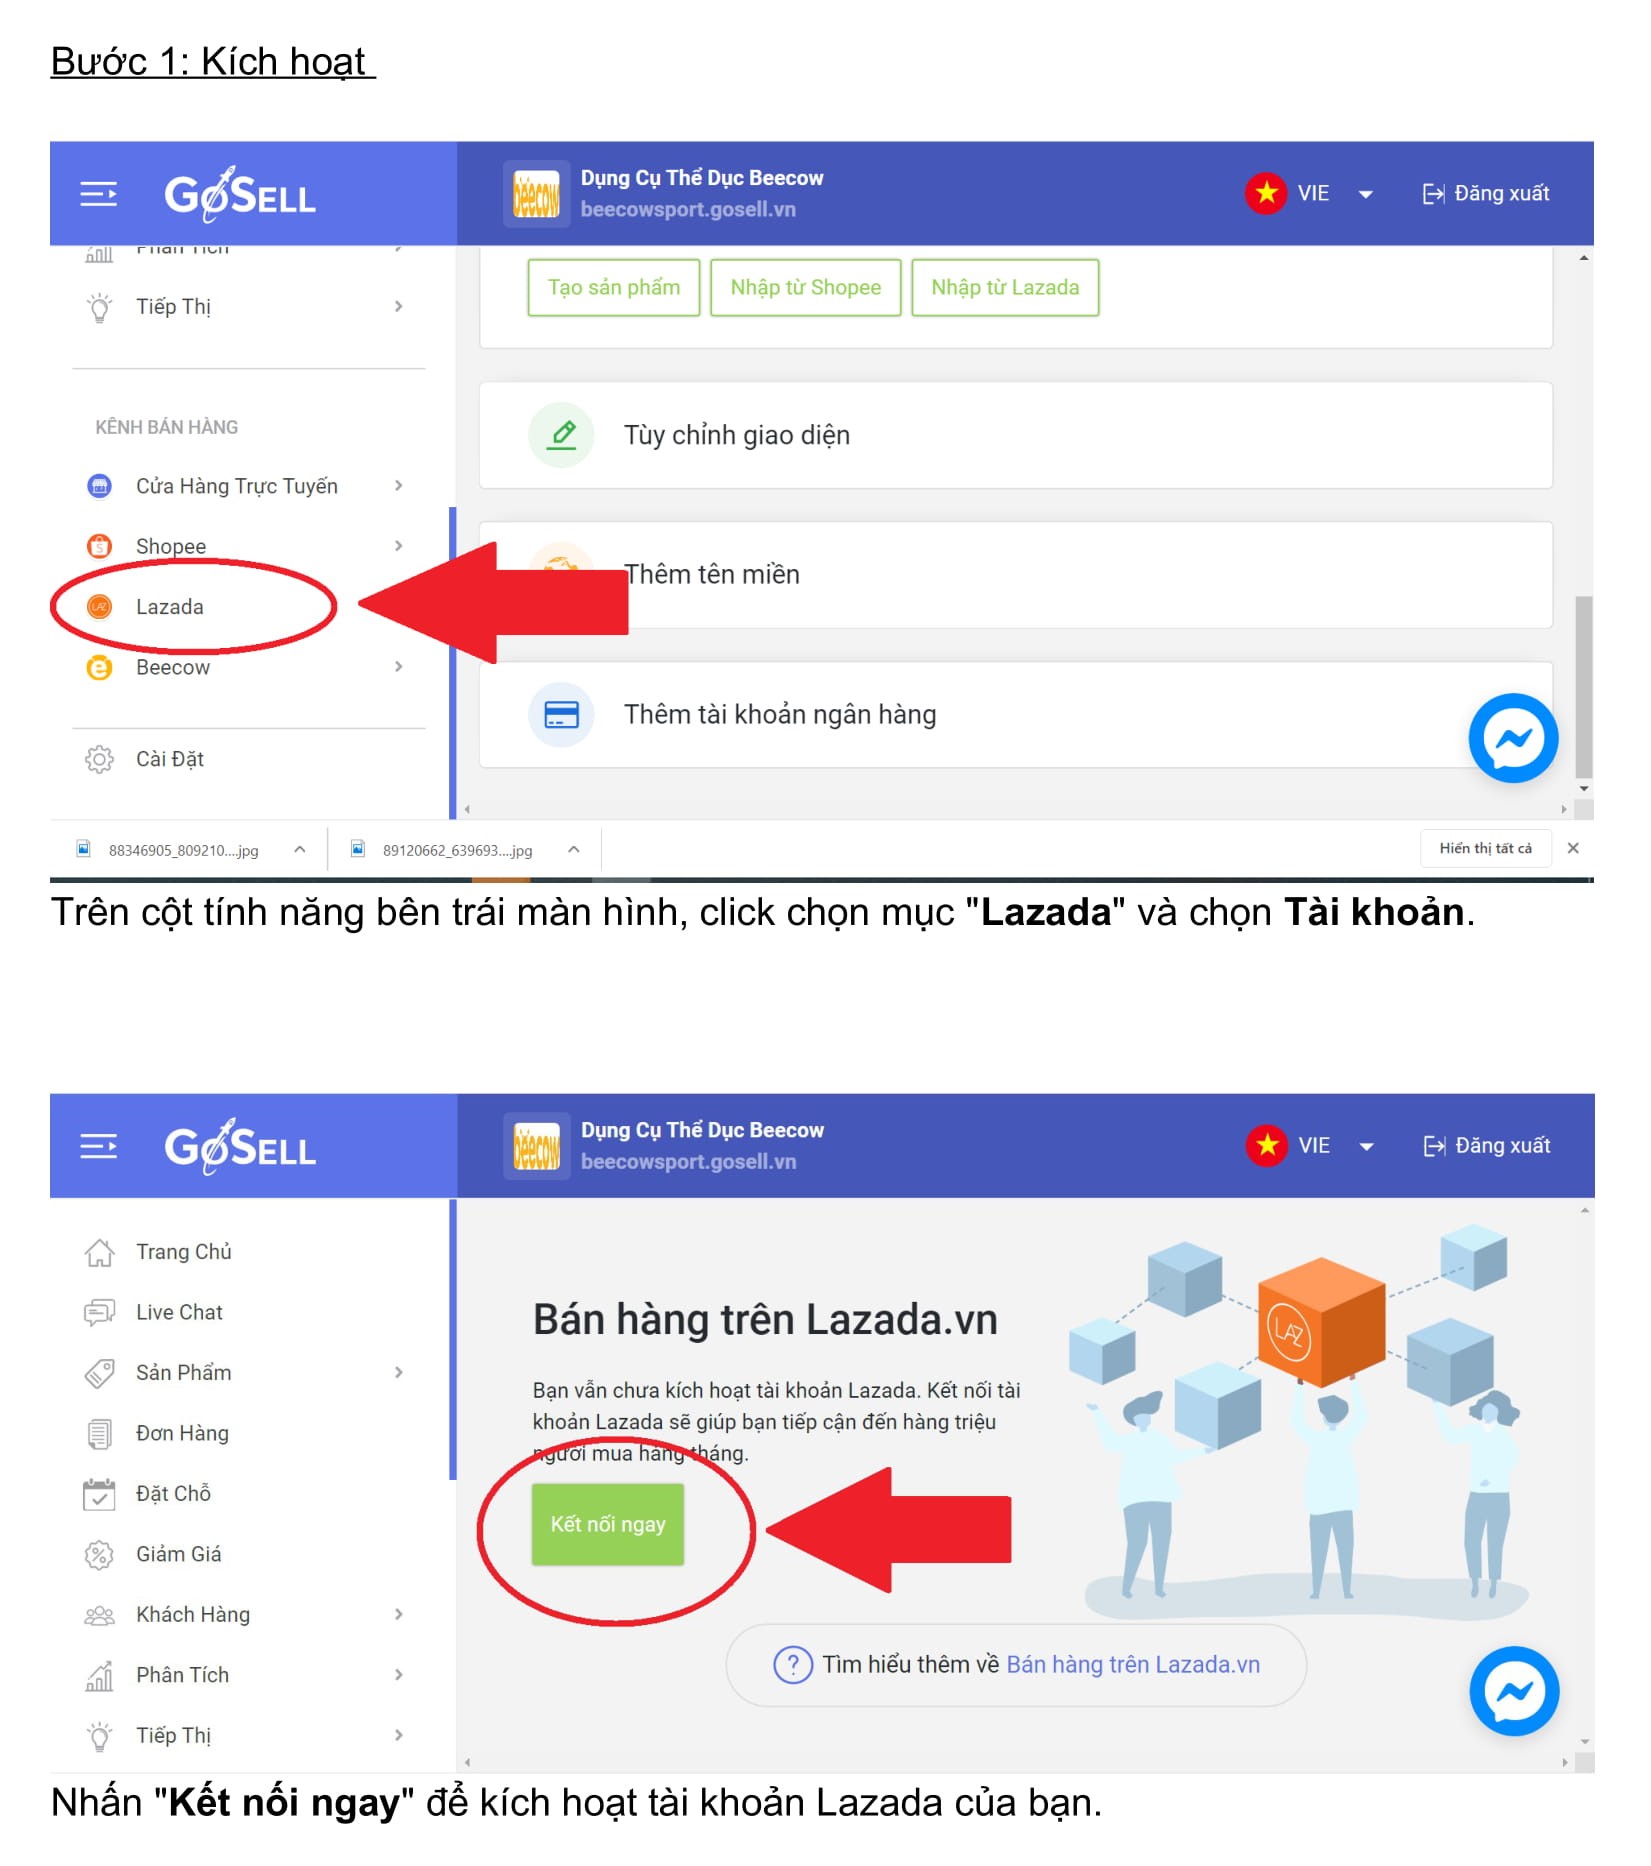 Bước 1: Kích hoạt
GoSELL
beecow
Dụng Cụ Thể Dục Beecow
beecowsport.gosell.vn
VIE
Đăng xuất
Phân Tích
Tiếp Thị
KÊNH BÁN HÀNG
Cửa Hàng Trực Tuyến
Shopee
Lazada
Beecow
Cài Đặt
Tạo sản phẩm
Nhập từ Shopee
Nhập từ Lazada
Tùy chỉnh giao diện
Thêm tên miền
Thêm tài khoản ngân hàng
88346905_809210....jpg
89120662_639693....jpg
Hiển thị tất cả
Trên cột tính năng bên trái màn hình, click chọn mục "Lazada" và chọn Tài khoản.
GoSELL
beecow
Dụng Cụ Thể Dục Beecow
beecowsport.gosell.vn
VIE
Đăng xuất
Trang Chủ
Live Chat
Sản Phẩm
Đơn Hàng
Đặt Chỗ
Giảm Giá
Khách Hàng
Phân Tích
Tiếp Thị
Bán hàng trên Lazada.vn
Bạn vẫn chưa kích hoạt tài khoản Lazada. Kết nối tài
khoản Lazada sẽ giúp bạn tiếp cận đến hàng triệu
người mua hàng tháng.
Kết nối ngay
LAZ
Tìm hiểu thêm về Bán hàng trên Lazada.vn
Nhấn "Kết nối ngay" để kích hoạt tài khoản Lazada của bạn.